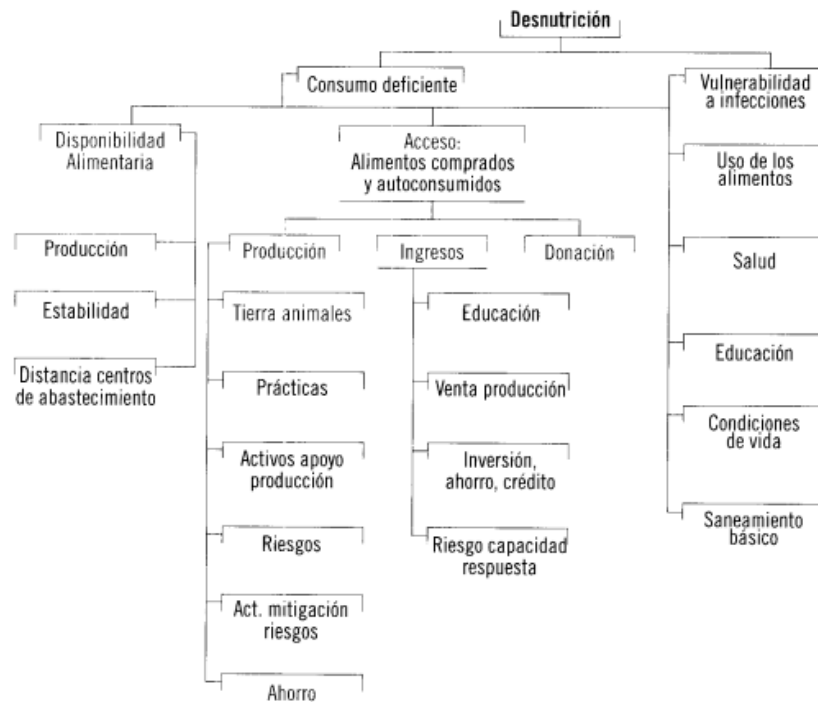 Desnutrición
Consumo deficiente
Vulnerabilidad
a infecciones
Disponibilidad
Alimentaria
Acceso:
Alimentos comprados
y autoconsumidos
Uso de los
alimentos
Producción
Producción
Ingresos
Donación
Salud
Estabilidad
Tierra animales
Educación
Educación
Distancia centros
de abastecimiento
Prácticas
Venta producción
Condiciones
de vida
Activos apoyo
producción
Inversión,
ahorro, crédito
Saneamiento
básico
Riesgos
Riesgo capacidad
respuesta
Act. mitigación
riesgos
Ahorro